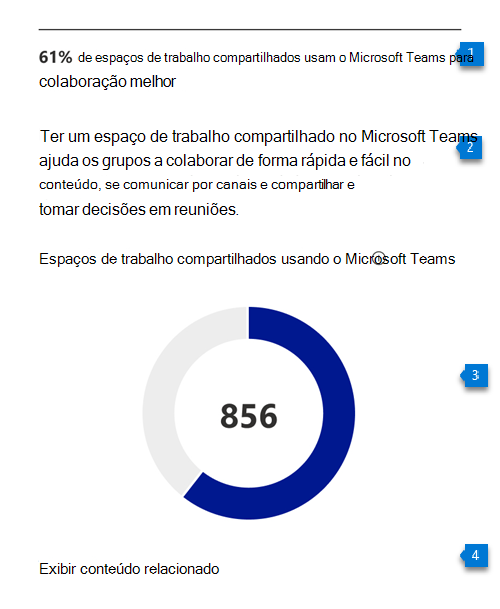 61% de espaços de trabalho compartilhados usam o Microsoft Teams para
1
colaboração melhor
Ter um espaço de trabalho compartilhado no Microsoft Teams
2
ajuda os grupos a colaborar de forma rápida e fácil no
conteúdo, se comunicar por canais e compartilhar e
tomar decisões em reuniões.
Espaços de trabalho compartilhados usando o Microsoft Teams
3
856
4
Exibir conteúdo relacionado